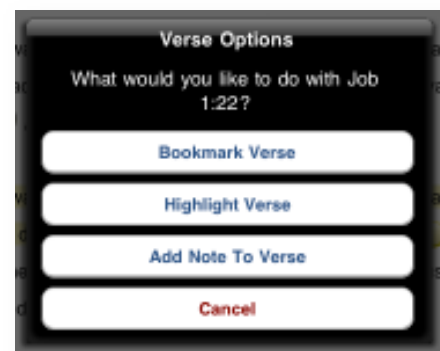 Verse Options
What would you like to do with Job
1:22?
Bookmark Verse
Highlight Verse
Add Note To Verse
Cancel